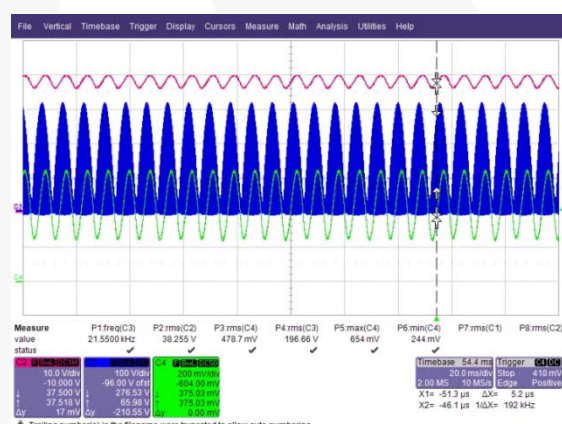 File Vertical Timebase Trigger Display Cursors Measure Math Analysis Utilities Help
Measure P1:freq(C3) P2:rms(C2) P3:rms(C4) P4:rms(C3) P5:max(C4) P6:min(C4) P7:rms(C1) P8:rms(C2)
value 21.5500 kHz 38.255 V 478.7 mV 196.66 V 654 mV 244 mV
status
10.0 V/div 100 V/div 200 mV/div
-10.000 V -96.00 V ofst -604.00 mV
37.500 276.53 V 375.03 mV
37.518 V 65.98 V 375.03 mV
Δy 17 mV Δy -210.55 V Δy 0.00 mV
Timebase 54.4 ms Trigger C4 DC
20.0 ms/div Stop 418 mV
2.00 MS 10 MS/s Edge Positive
X1= -51.3 µs ΔX= 5.2 µs
X2= -46.1 µs 1/ΔX= 192 kHz